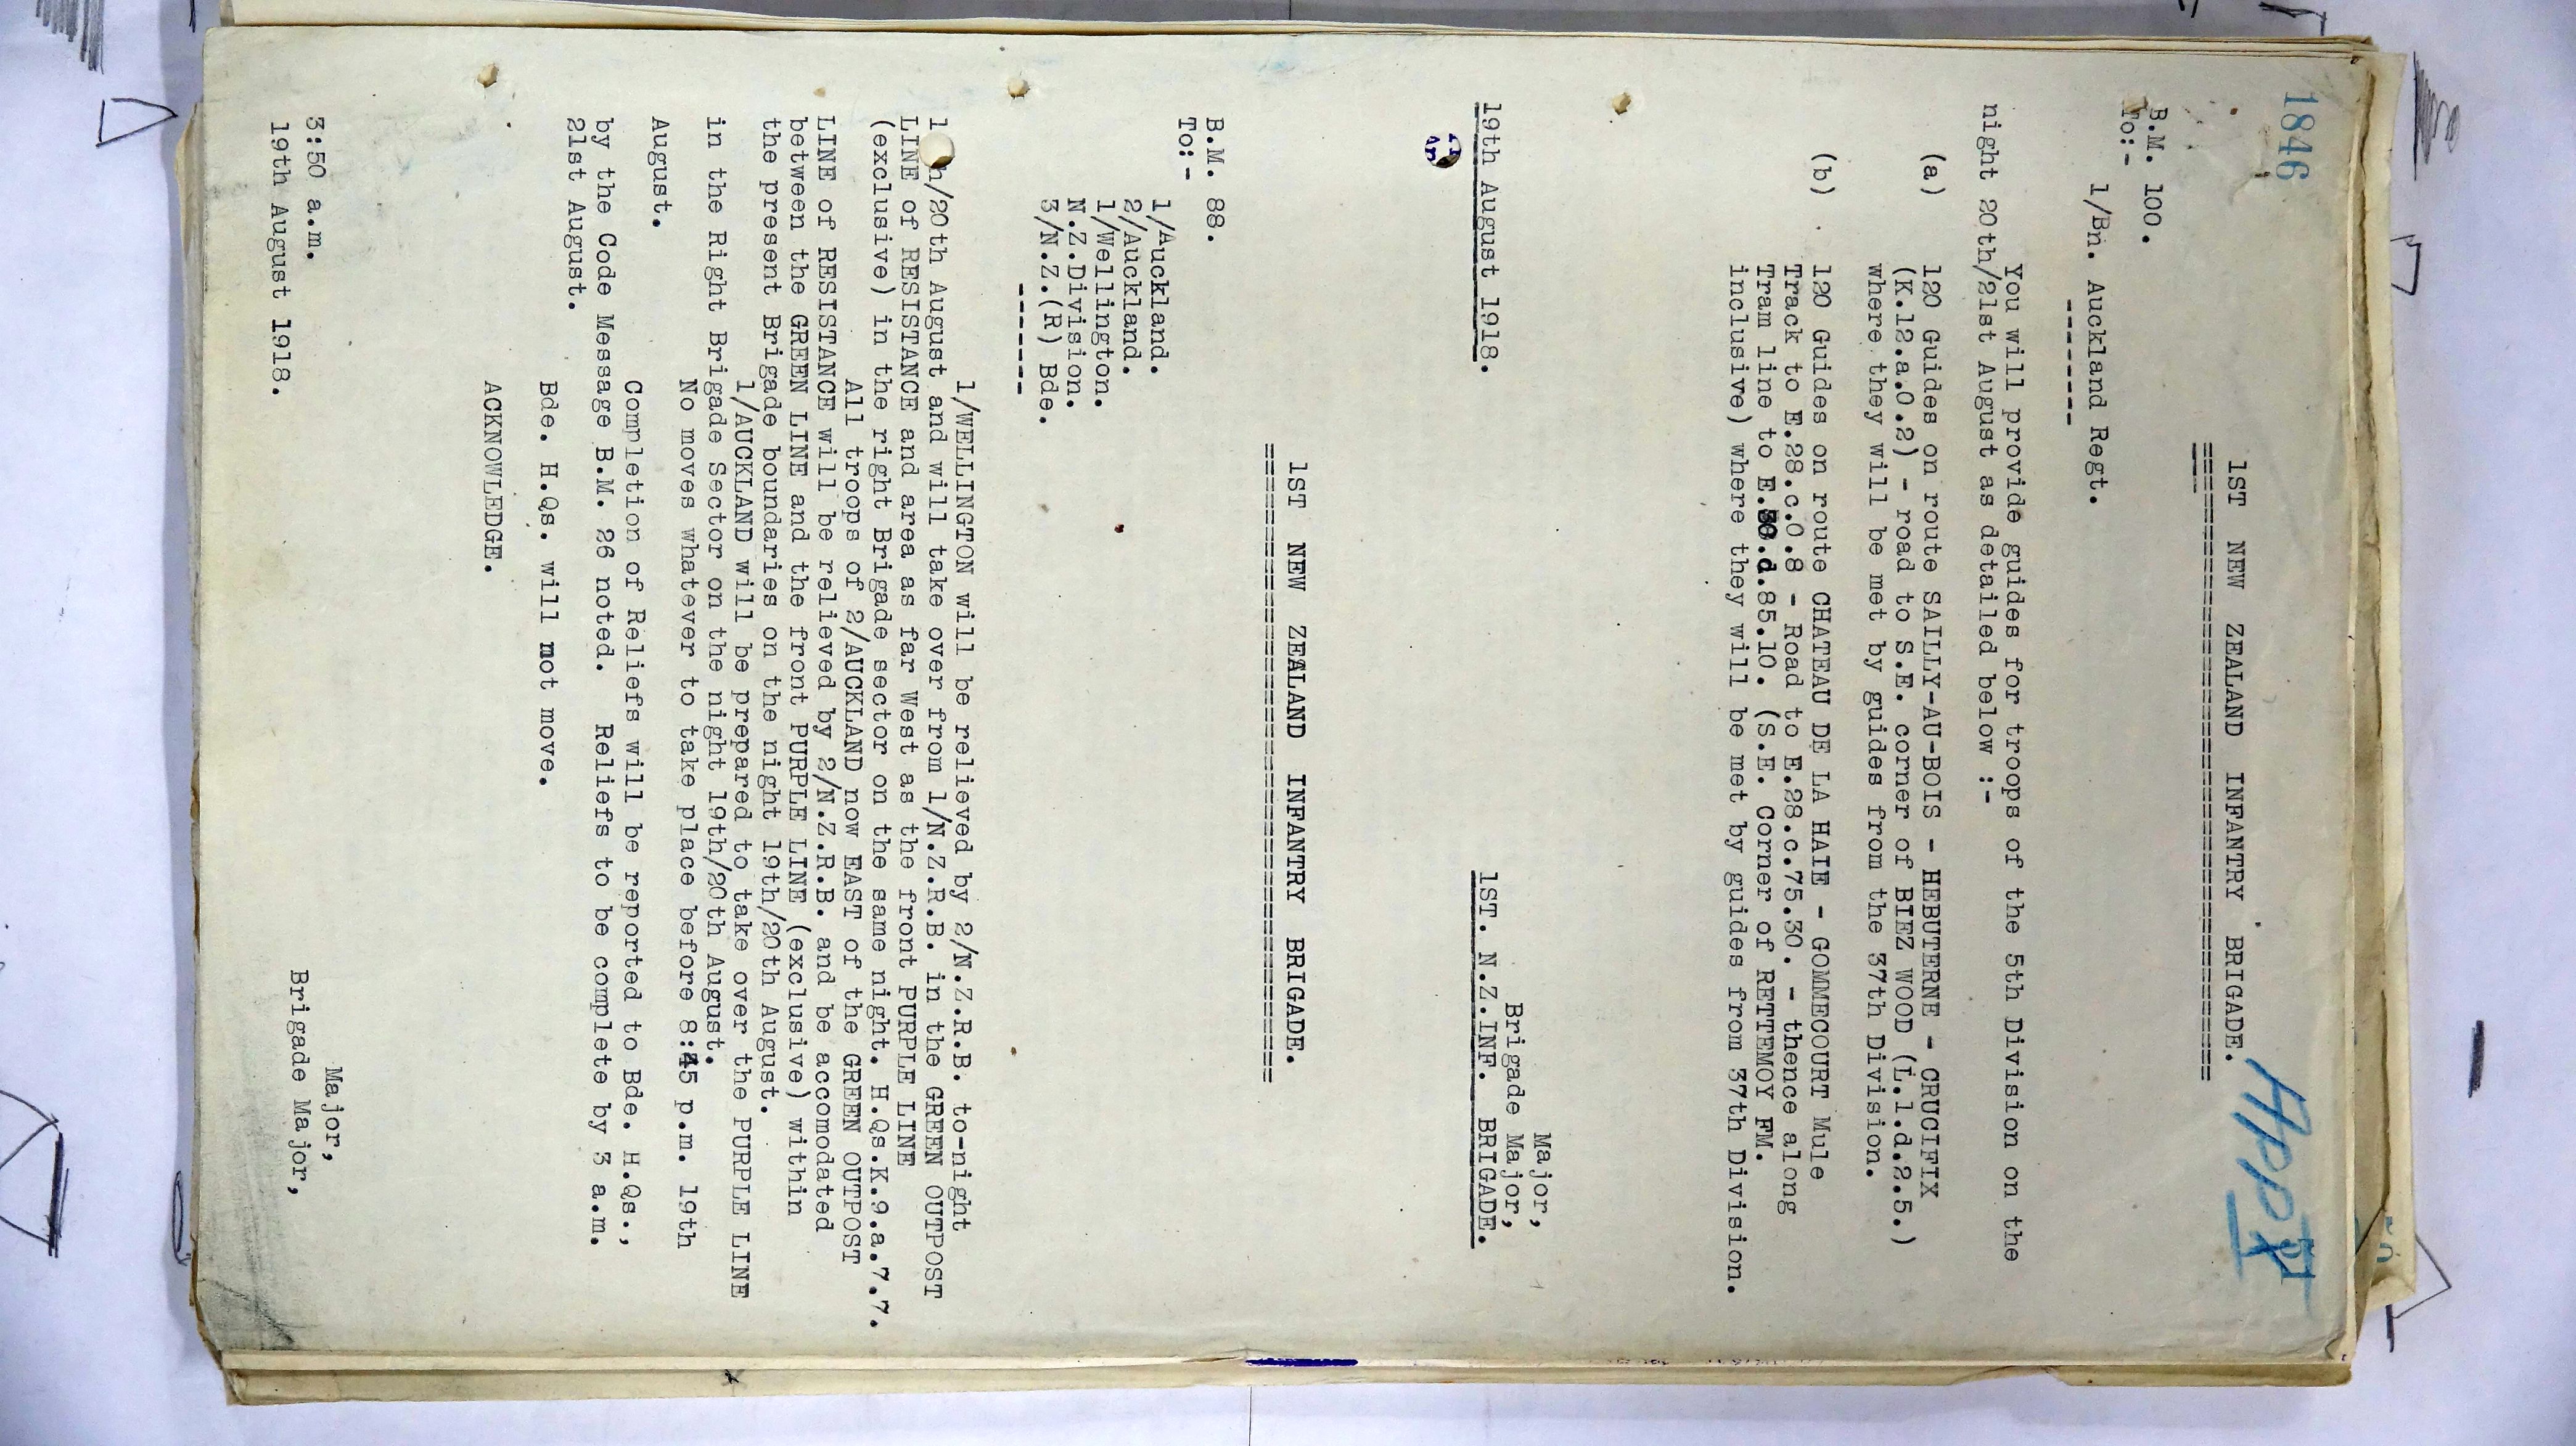 1846
1ST NEW ZEALAND INFANTRY BRIGADE.
App
B.M. 100.
To:-
1/Bn. Auckland Regt.
You will provide guides for troops of the 5th Division on the
night 20th/21st August as detailed below :-
(a) 120 Guides on route SAILLY-AU-BOIS - HEBUTERNE - CRUCIFIX
(K.12.a.0.2) - road to S.E. corner of BIEZ WOOD (L.1.d.2.5.)
where they will be met by guides from the 37th Division.
(b) 120 Guides on route CHATEAU DE LA HAIE - GOMMECOURT Mule
Track to E.28.c.0.8 - Road to E.28.c.75.30. - thence along
Tram line to d.85.10. (S.E. Corner of RETTEMOY FM.
inclusive) where they will be met by guides from 37th Division.
Major,
Brigade Major,
19th August 1918. 1ST. N.Z.INF. BRIGADE.
1ST NEW ZEALAND INFANTRY BRIGADE.
B.M. 88.
To:-
1/Auckland.
2/Auckland.
1/Wellington.
N.Z.Division.
3/N.Z.(R) Bde.
-------
1/WELLINGTON will be relieved by 2/N.Z.R.B. to-night
1 h/20th August and will take over from 1/N.Z.R.B. in the GREEN OUTPOST
LINE of RESISTANCE and area as far West as the front PURPLE LINE
(exclusive) in the right Brigade sector on the same night. H.Qs.K.9.a.7.7.
All troops of 2/AUCKLAND now EAST of the GREEN OUTPOST
LINE of RESISTANCE will be relieved by 2/N.Z.R.B. and be accomodated
between the GREEN LINE and the front PURPLE LINE (exclusive) within
the present Brigade boundaries on the night 19th/20th August.
1/AUCKLAND will be prepared to take over the PURPLE LINE
in the Right Brigade Sector on the night 19th/20th August.
No moves whatever to take place before 8:45 p.m. 19th
August.
Completion of Reliefs will be reported to Bde. H.Qs.,
by the Code Message B.M. 26 noted. Reliefs to be complete by 3 a.m.
21st August.
Bde. H.Qs. will not move.
ACKNOWLEDGE.
Major,
3:50 a.m. Brigade Major,
19th August 1918.